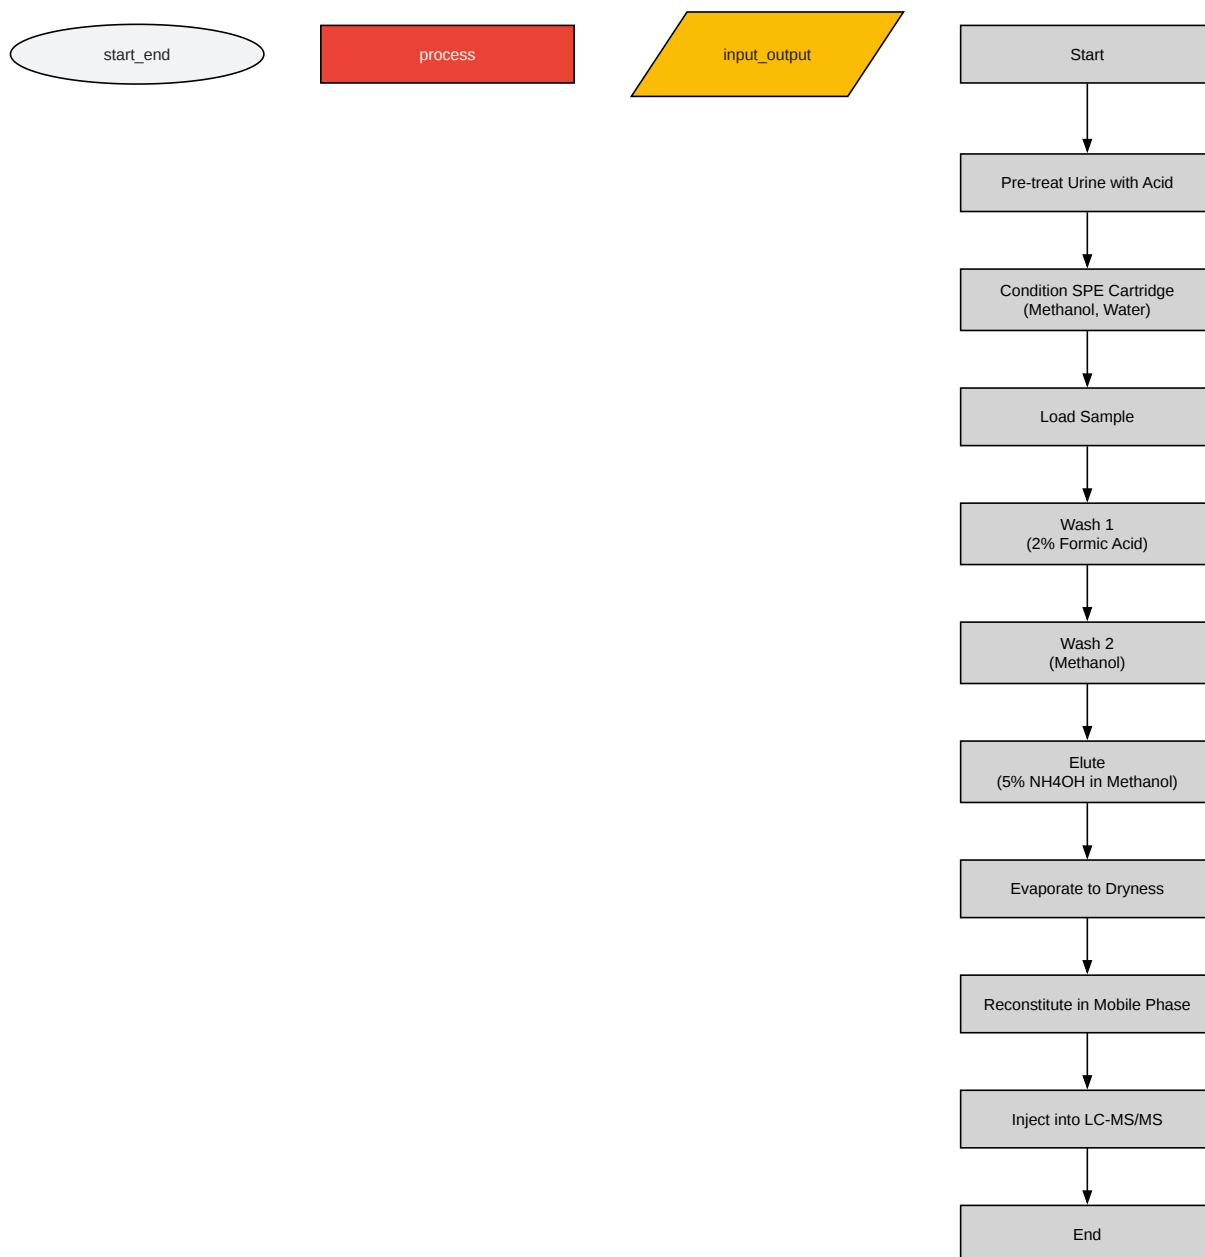 start_end
process
input_output
Start
Pre-treat Urine with Acid
Condition SPE Cartridge
(Methanol, Water)
Load Sample
Wash 1
(2% Formic Acid)
Wash 2
(Methanol)
Elute
(5% NH4OH in Methanol)
Evaporate to Dryness
Reconstitute in Mobile Phase
Inject into LC-MS/MS
End